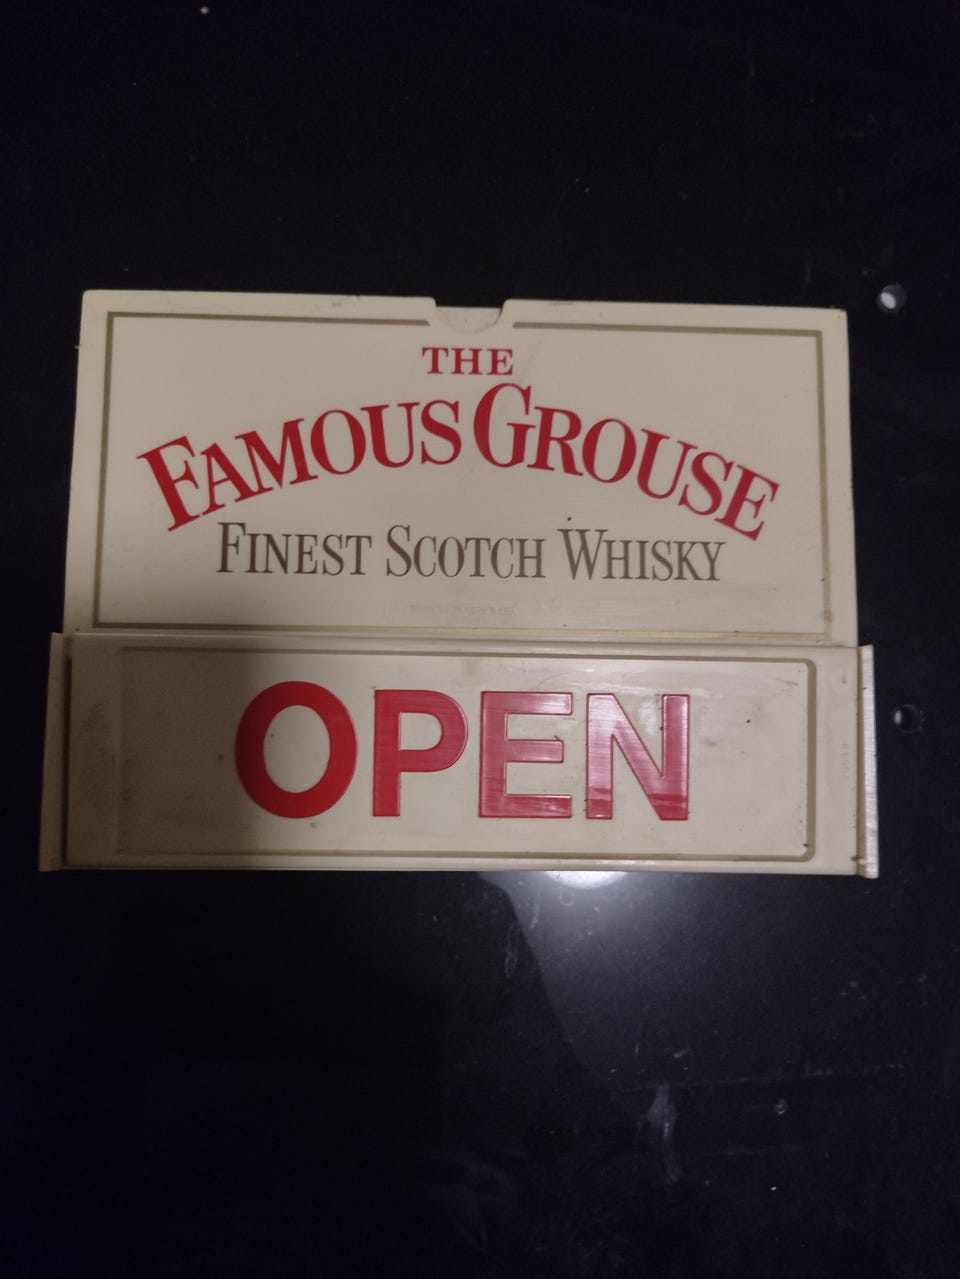 THE
FAMOUS GROUSE
FINEST SCOTCH WHISKY
OPEN